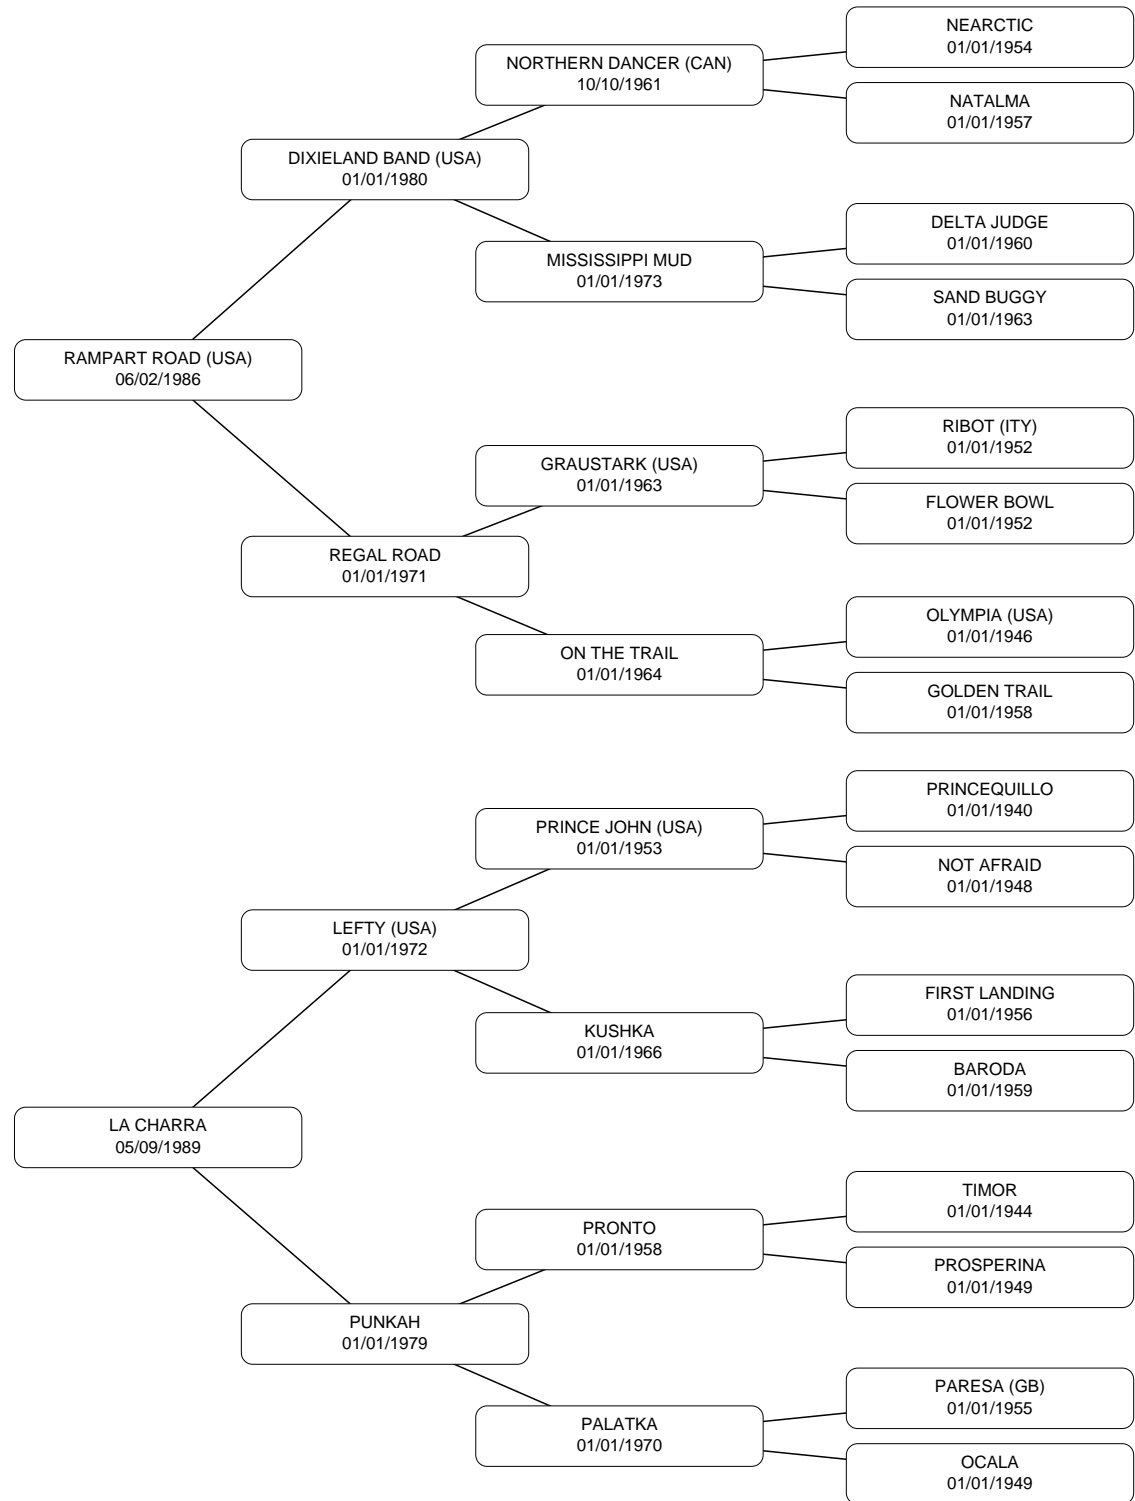 NEARCTIC
01/01/1954
NORTHERN DANCER (CAN)
10/10/1961
NATALMA
01/01/1957
DIXIELAND BAND (USA)
01/01/1980
DELTA JUDGE
01/01/1960
MISSISSIPPI MUD
01/01/1973
SAND BUGGY
01/01/1963
RAMPART ROAD (USA)
06/02/1986
RIBOT (ITY)
01/01/1952
GRAUSTARK (USA)
01/01/1963
FLOWER BOWL
01/01/1952
REGAL ROAD
01/01/1971
OLYMPIA (USA)
01/01/1946
ON THE TRAIL
01/01/1964
GOLDEN TRAIL
01/01/1958
PRINCEQUILLO
01/01/1940
PRINCE JOHN (USA)
01/01/1953
NOT AFRAID
01/01/1948
LEFTY (USA)
01/01/1972
FIRST LANDING
01/01/1956
KUSHKA
01/01/1966
BARODA
01/01/1959
LA CHARRA
05/09/1989
TIMOR
01/01/1944
PRONTO
01/01/1958
PROSPERINA
01/01/1949
PUNKAH
01/01/1979
PARESA (GB)
01/01/1955
PALATKA
01/01/1970
OCALA
01/01/1949